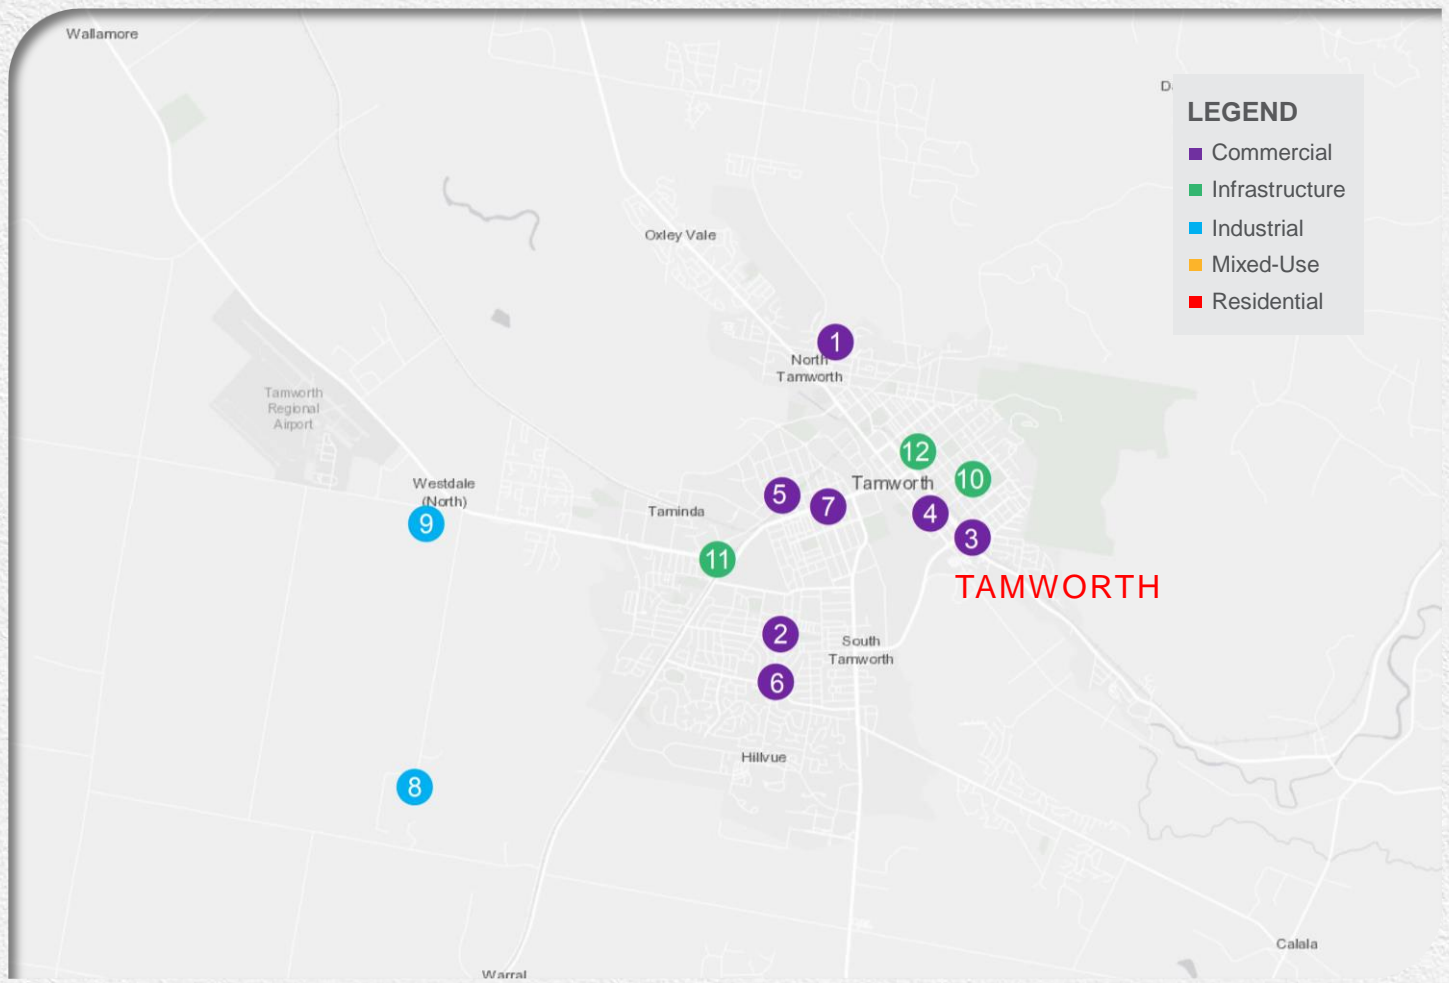 Wallamore
D
LEGEND
Commercial
Infrastructure
Industrial
Mixed-Use
Residential
Oxley Vale
1
North
Tamworth
Tamworth
Regional
Airport
12
10
Tamworth
Westdale
(North)
5
7
4
Taminda
9
3
11
TAMWORTH
2
South
Tamworth
6
Hillvue
8
Calala
Warral